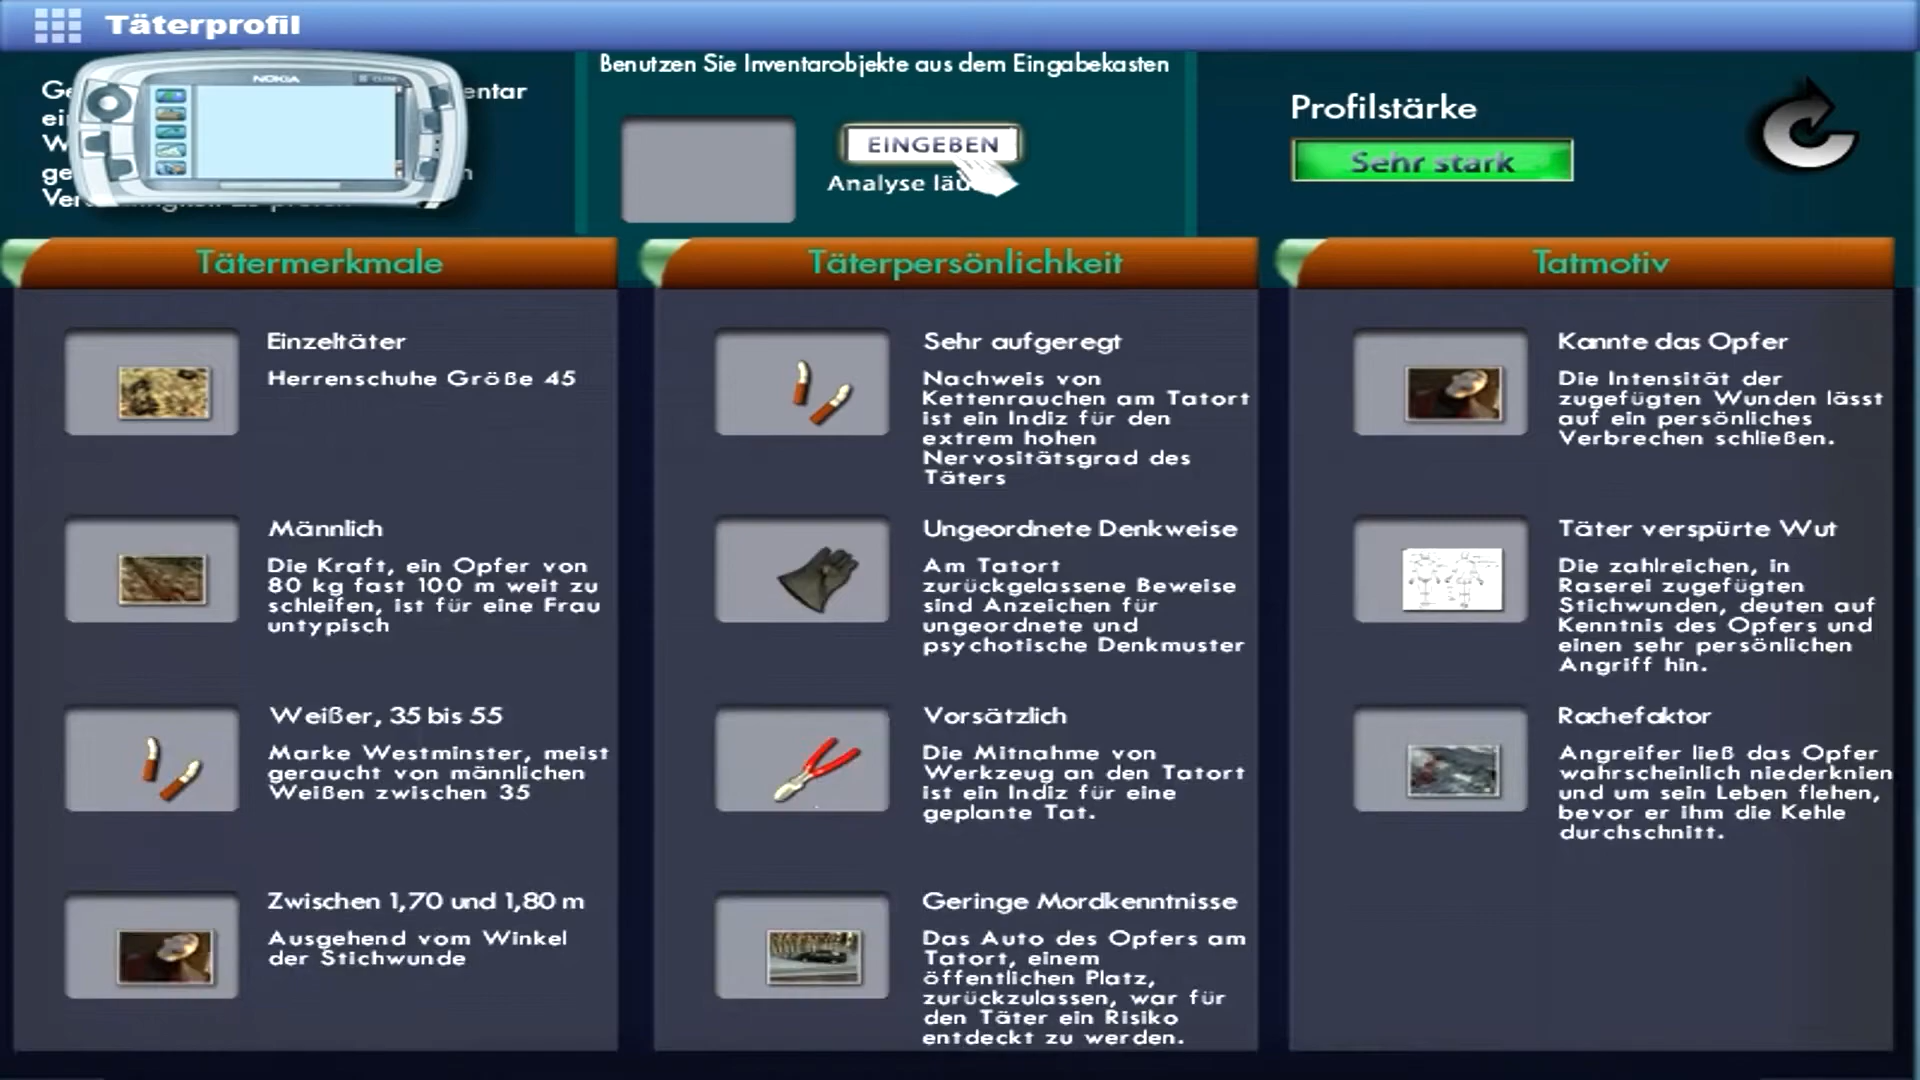 Täterprofil
NOKIA
Benutzen Sie Inventarobjekte aus dem Eingabekasten
EINGEBEN
Analyse
Profilstärke
Sehr stark
Tätermerkmale
Einzeltäter
Herrenschuhe Größe 45
Männlich
Die Kraft, ein Opfer von
80 kg fast 100 m weit zu
schleifen, ist für eine Frau
untypisch
Weißer, 35 bis 55
Marke Westminster, meist
geraucht von männlichen
Weißen zwischen 35
Zwischen 1,70 und 1,80 m
Ausgehend vom Winkel
der Stichwunde
Täterpersönlichkeit
Sehr aufgeregt
Nachweis von
Kettenrauchen am Tatort
ist ein Indiz für den
extrem hohen
Nervositätsgrad des
Täters
Ungeordnete Denkweise
Am Tatort
zurückgelassene Beweise
sind Anzeichen für
ungeordnete und
psychotische Denkmuster
Vorsätzlich
Die Mitnahme von
Werkzeug an den Tatort
ist ein Indiz für eine
geplante Tat.
Geringe Mordkenntnisse
Das Auto des Opfers am
Tatort, einem
öffentlichen Platz,
zurückzulassen, war für
den Täter ein Risiko
entdeckt zu werden.
Tatmotiv
Kannte das Opfer
Die Intensität der
zugefügten Wunden lässt
auf ein persönliches
Verbrechen schließen.
Täter verspürte Wut
Die zahlreichen, in
Raserei zugefügten
Stichwunden, deuten auf
Kenntnis des Opfers und
einen sehr persönlichen
Angriff hin.
Rachefaktor
Angreifer ließ das Opfer
wahrscheinlich niederknien
und um sein Leben flehen,
bevor er ihm die Kehle
durchschnitt.